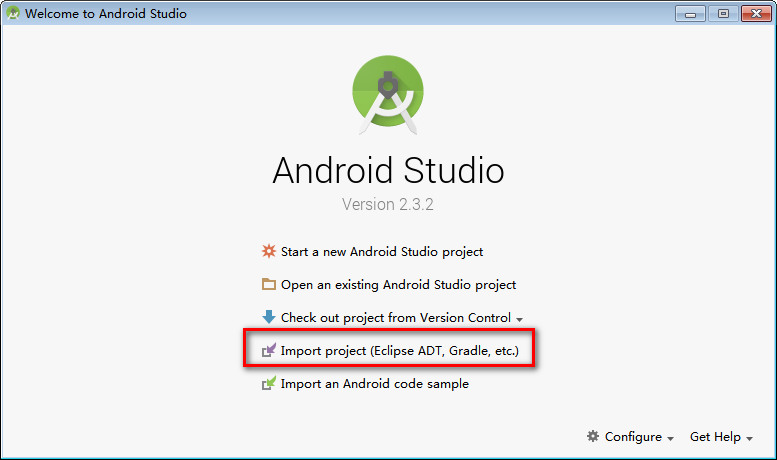 Welcome to Android Studio
Android Studio
Version 2.3.2
Start a new Android Studio project
Open an existing Android Studio project
Check out project from Version Control
Import project (Eclipse ADT, Gradle, etc.)
Import an Android code sample
Configure Get Help